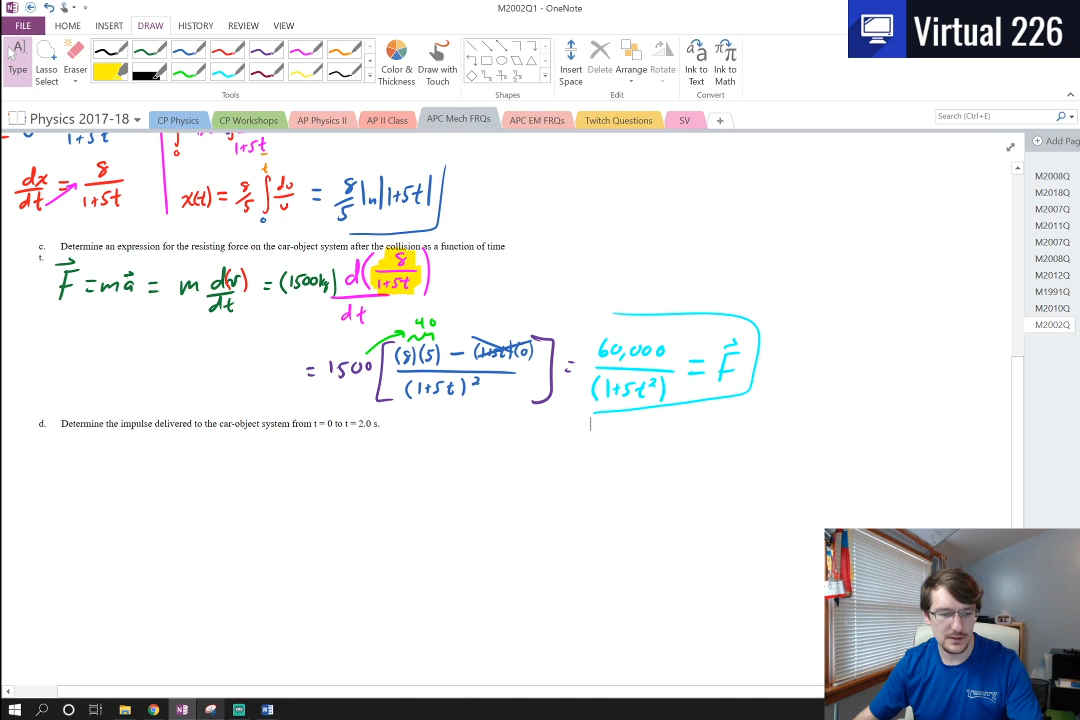 M2002Q1 - OneNote
Virtual 226
FILE HOME INSERT DRAW HISTORY REVIEW VIEW
Type
Lasso Select
Eraser
Color & Thickness
Draw with Touch
Insert Space
Delete
Arrange
Rotate
Ink to Text
Ink to Math
Tools
Shapes
Edit
Convert
Physics 2017-18
CP Physics
CP Workshops
AP Physics II
AP II Class
APC Mech FRQs
APC EM FRQs
Twitch Questions
SV
Search (Ctrl+E)
Add Pag
M2008Q
M2018Q
M2007Q
M2011Q
M2007Q
M2008Q
M2012Q
M1991Q
M2010Q
M2002Q
1+5t
1+5t
dx/dt = 8/1+5t
x(t) = 8/5 ∫ du/u = 8/5 ln|1+5t|
c. Determine an expression for the resisting force on the car-object system after the collision as a function of time
t.
F = ma = m d(v)/dt = (1500kg) d(8/1+5t)/dt
40
= 1500 [(8)(5) - (1+5t)(0) / (1+5t)²] = 60,000/(1+5t²) = F
d. Determine the impulse delivered to the car-object system from t = 0 to t = 2.0 s.
TRINITY